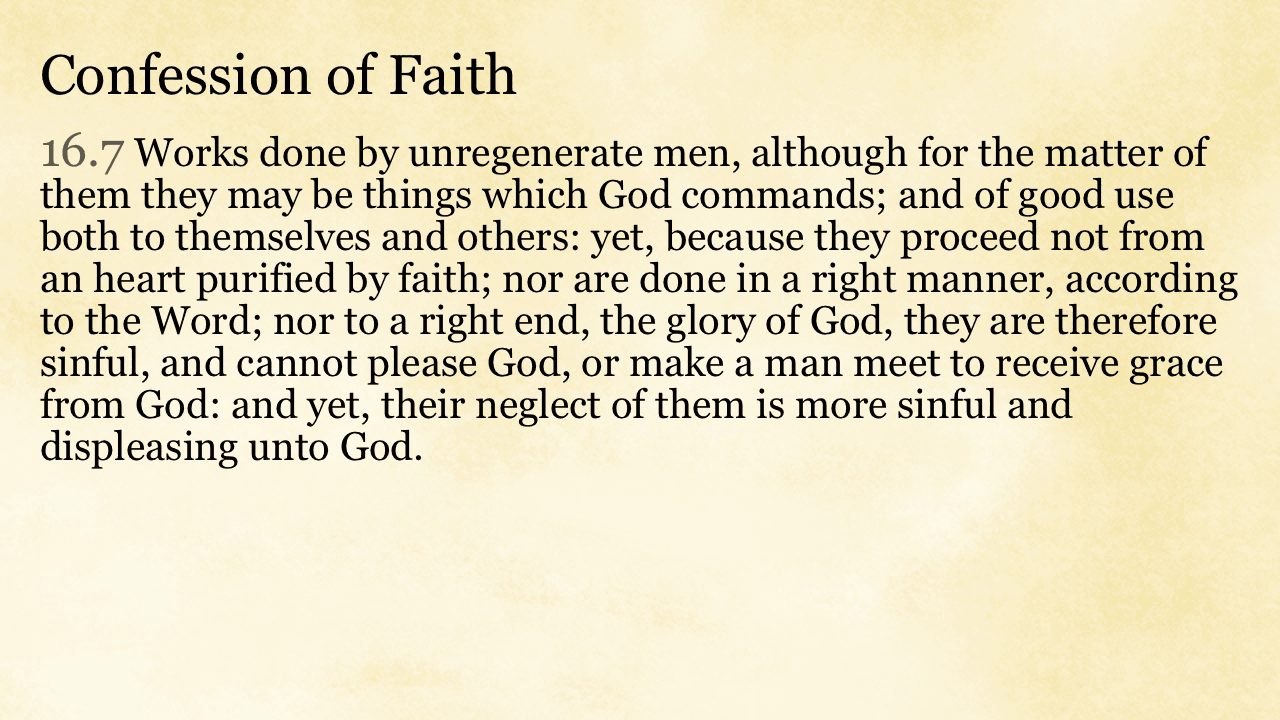 Confession of Faith
16.7 Works done by unregenerate men, although for the matter of
them they may be things which God commands; and of good use
both to themselves and others: yet, because they proceed not from
an heart purified by faith; nor are done in a right manner, according
to the Word; nor to a right end, the glory of God, they are therefore
sinful, and cannot please God, or make a man meet to receive grace
from God: and yet, their neglect of them is more sinful and
displeasing unto God.